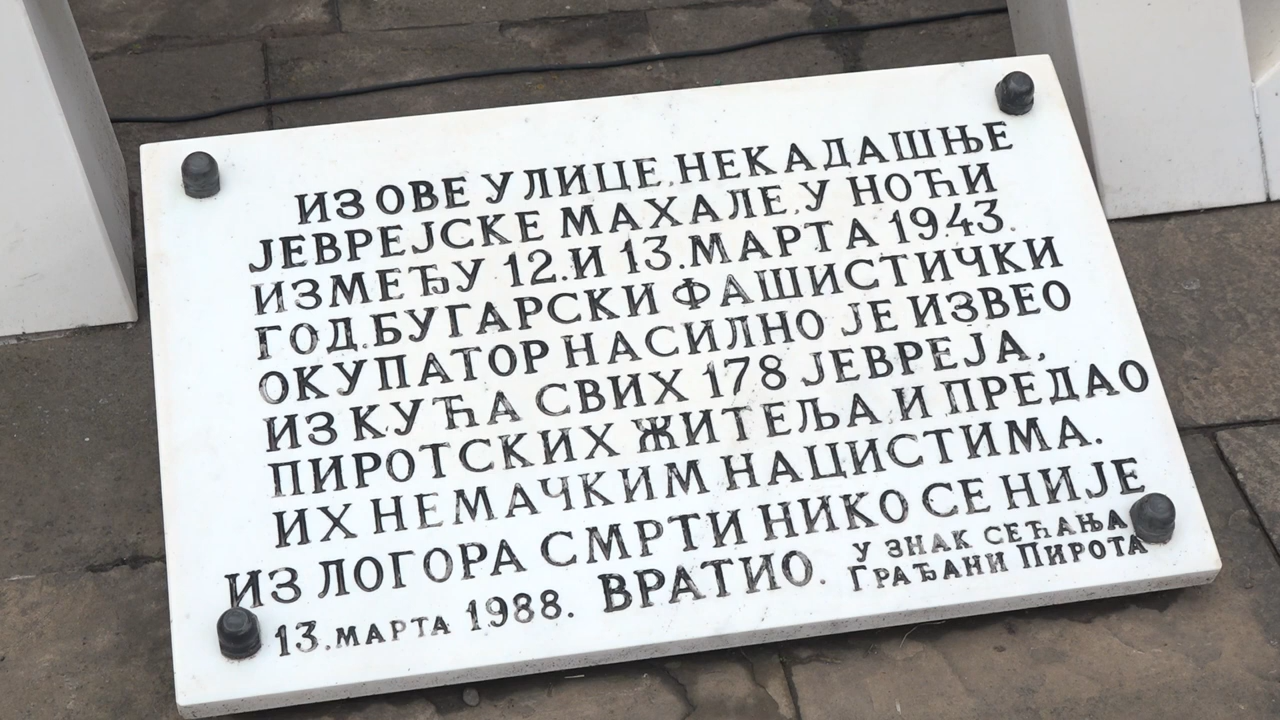 ИЗ ОВЕ УЛИЦЕ, НЕКАДАШЊЕ
ЈЕВРЕЈСКЕ МАХАЛЕ, У НОЋИ
ИЗМЕЂУ 12. И 13. МАРТА 1943.
ГОД. БУГАРСКИ ФАШИСТИЧКИ
ОКУПАТОР НАСИЛНО ЈЕ ИЗВЕО
ИЗ КУЋА СВИХ 178 ЈЕВРЕЈА,
ПИРОТСКИХ ЖИТЕЉА И ПРЕДАО
ИХ НЕМАЧКИМ НАЦИСТИМА.
ИЗ ЛОГОРА СМРТИ НИКО СЕ НИЈЕ
ВРАТИО.
13. МАРТА 1988.
У ЗНАК СЕЋАЊА
ГРАЂАНИ ПИРОТА